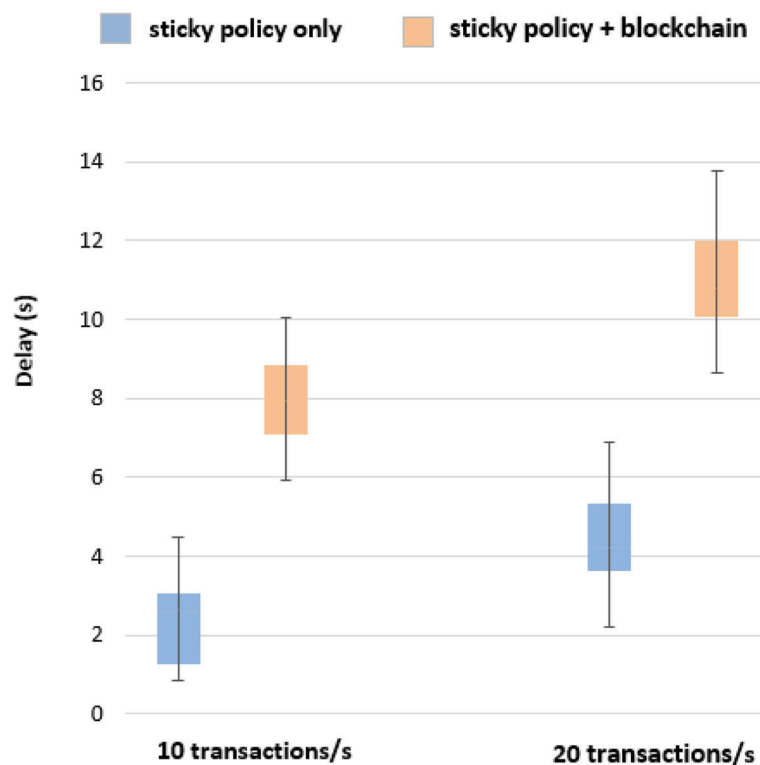 sticky policy only
sticky policy + blockchain
16
14
12
10
8
6
4
2
0
Delay (s)
10 transactions/s
20 transactions/s